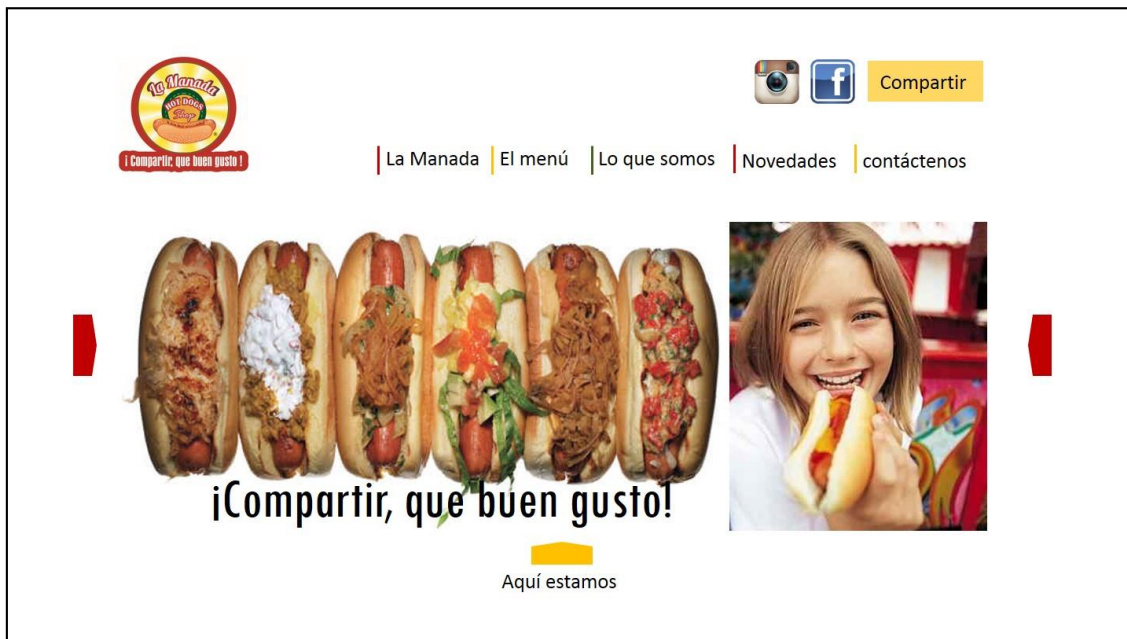 La Manada
HOT DOGS
Shop
¡ Compartir, que buen gusto !
Compartir
La Manada
El menú
Lo que somos
Novedades
contáctenos
¡Compartir, que buen gusto!
Aquí estamos